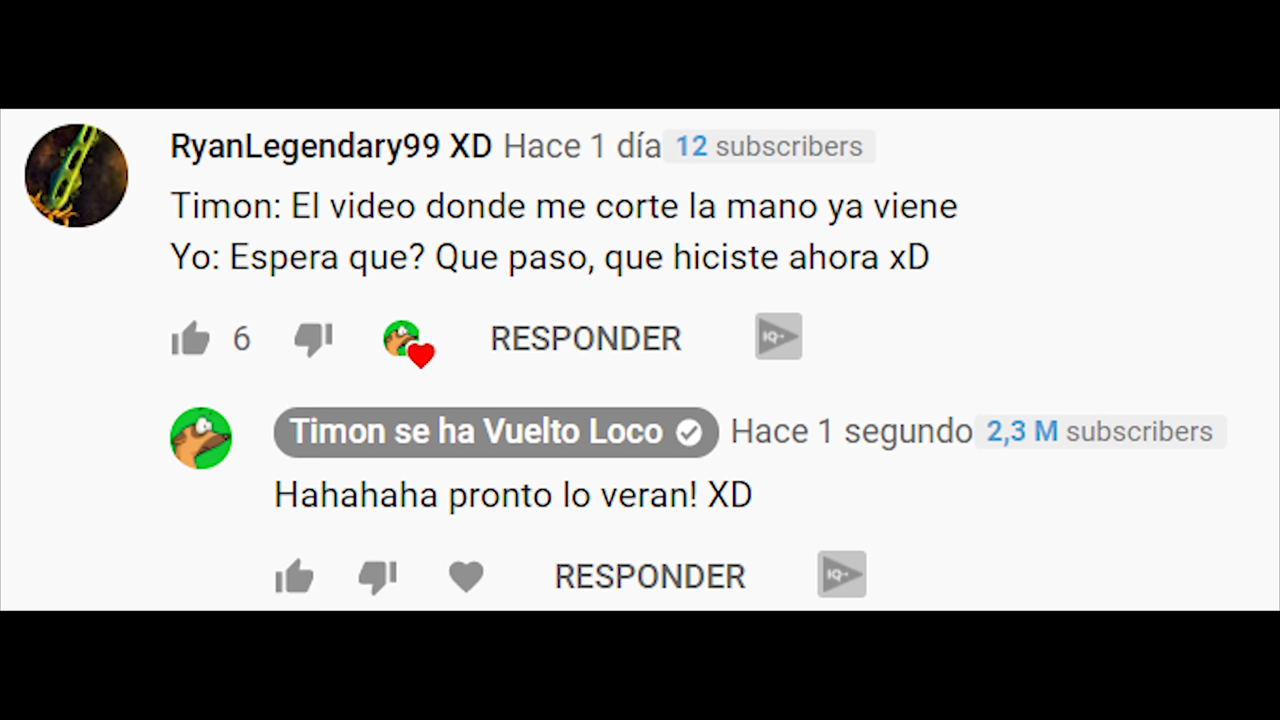 RyanLegendary99 XD Hace 1 día 12 subscribers
Timon: El video donde me corte la mano ya viene
Yo: Espera que? Que paso, que hiciste ahora xD
6 RESPONDER IQ
Timon se ha Vuelto Loco Hace 1 segundo 2,3 M subscribers
Hahahaha pronto lo veran! XD
RESPONDER IQ